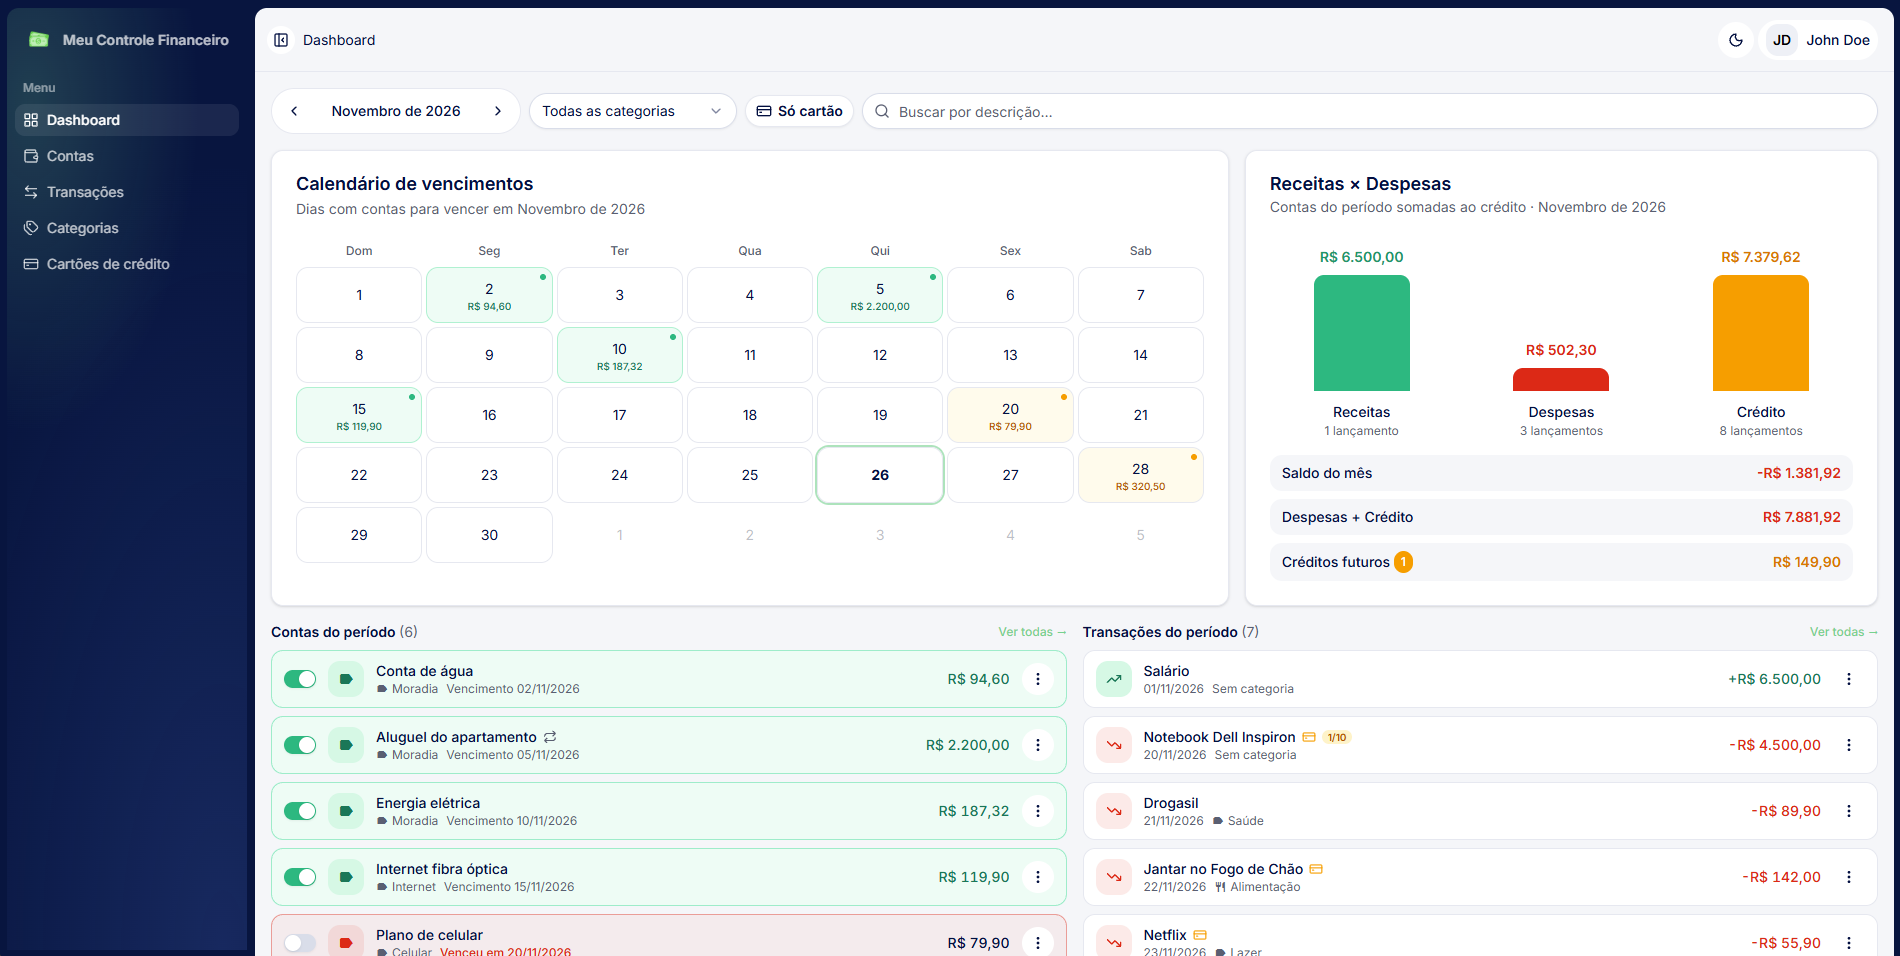 Meu Controle Financeiro
Menu
Dashboard
Contas
Transações
Categorias
Cartões de crédito
Dashboard
JD
John Doe
Novembro de 2026
Todas as categorias
Só cartão
Buscar por descrição...
Calendário de vencimentos
Dias com contas para vencer em Novembro de 2026
Dom Seg Ter Qua Qui Sex Sab
1 2 3 4 5 6 7
R$ 94,60 R$ 2.200,00
8 9 10 11 12 13 14
R$ 187,32
15 16 17 18 19 20 21
R$ 119,90 R$ 79,90
22 23 24 25 26 27 28
R$ 320,50
29 30 1 2 3 4 5
Receitas × Despesas
Contas do período somadas ao crédito · Novembro de 2026
R$ 6.500,00
R$ 502,30
R$ 7.379,62
Receitas
1 lançamento
Despesas
3 lançamentos
Crédito
8 lançamentos
Saldo do mês -R$ 1.381,92
Despesas + Crédito R$ 7.881,92
Créditos futuros 1 R$ 149,90
Contas do período (6) Ver todas →
Conta de água
Moradia Vencimento 02/11/2026
R$ 94,60
Aluguel do apartamento
Moradia Vencimento 05/11/2026
R$ 2.200,00
Energia elétrica
Moradia Vencimento 10/11/2026
R$ 187,32
Internet fibra óptica
Internet Vencimento 15/11/2026
R$ 119,90
Plano de celular
Celular Venceu em 20/11/2026
R$ 79,90
Transações do período (7) Ver todas →
Salário
01/11/2026 Sem categoria
+R$ 6.500,00
Notebook Dell Inspiron 1/10
20/11/2026 Sem categoria
-R$ 4.500,00
Drogasil
21/11/2026 Saúde
-R$ 89,90
Jantar no Fogo de Chão
22/11/2026 Alimentação
-R$ 142,00
Netflix
23/11/2026 Lazer
-R$ 55,90